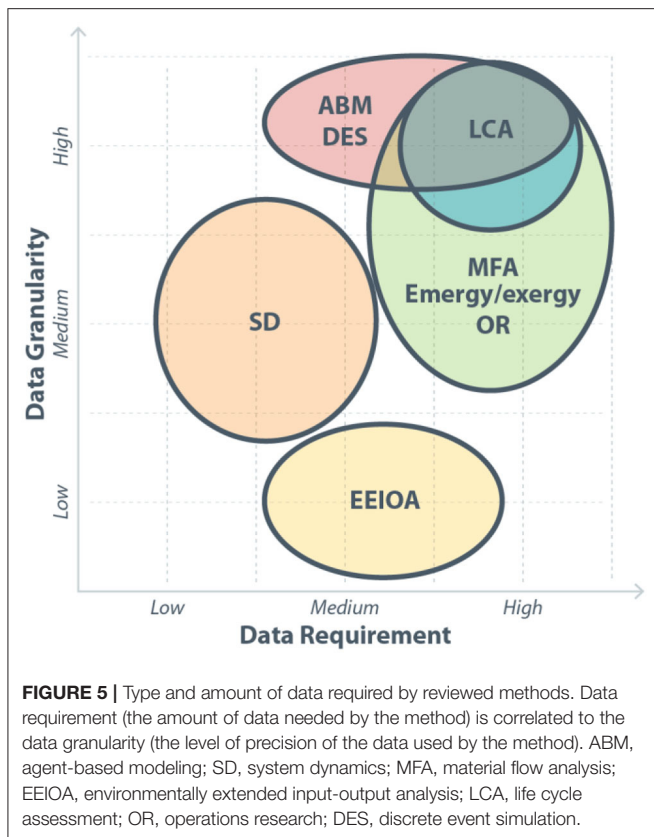 ABM
DES
LCA
MFA
Emergy/exergy
OR
SD
EEIOA
Data Granularity
High
Medium
Low
Low
Medium
High
Data Requirement
FIGURE 5 | Type and amount of data required by reviewed methods. Data
requirement (the amount of data needed by the method) is correlated to the
data granularity (the level of precision of the data used by the method). ABM,
agent-based modeling; SD, system dynamics; MFA, material flow analysis;
EEIOA, environmentally extended input-output analysis; LCA, life cycle
assessment; OR, operations research; DES, discrete event simulation.